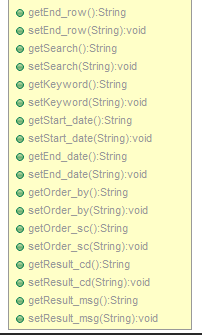 getEnd_row():String
setEnd_row(String):void
getSearch():String
setSearch(String):void
getKeyword():String
setKeyword(String):void
getStart_date():String
setStart_date(String):void
getEnd_date():String
setEnd_date(String):void
getOrder_by():String
setOrder_by(String):void
getOrder_sc():String
setOrder_sc(String):void
getResult_cd():String
setResult_cd(String):void
getResult_msg():String
setResult_msg(String):void